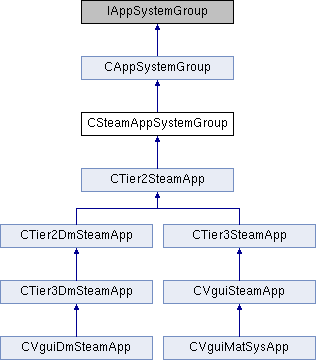 IAppSystemGroup
CAppSystemGroup
CSteamAppSystemGroup
CTier2SteamApp
CTier2DmSteamApp
CTier3SteamApp
CTier3DmSteamApp
CVguiSteamApp
CVguiDmSteamApp
CVguiMatSysApp